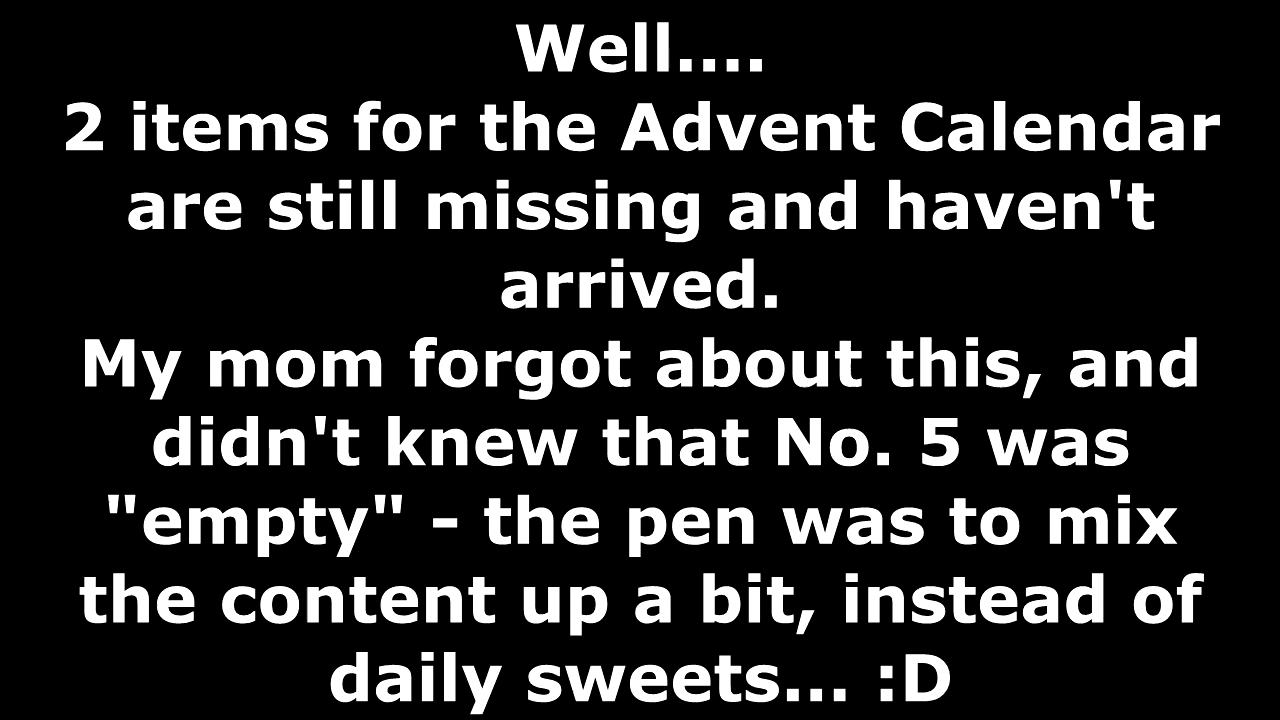 Well....
2 items for the Advent Calendar
are still missing and haven't
arrived.
My mom forgot about this, and
didn't knew that No. 5 was
"empty" - the pen was to mix
the content up a bit, instead of
daily sweets... :D